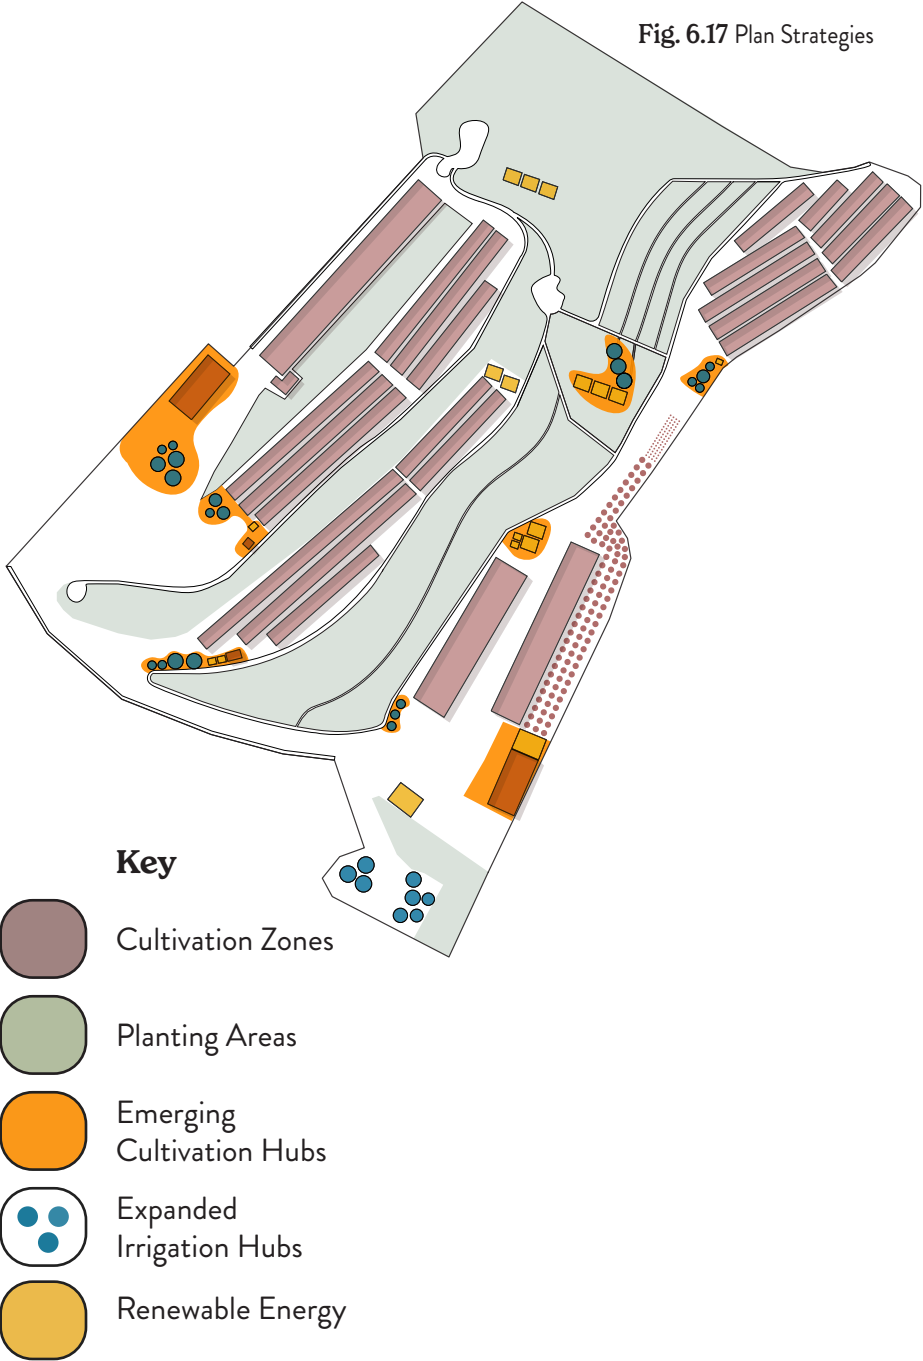 Fig. 6.17 Plan Strategies
Key
Cultivation Zones
Planting Areas
Emerging
Cultivation Hubs
Expanded
Irrigation Hubs
Renewable Energy